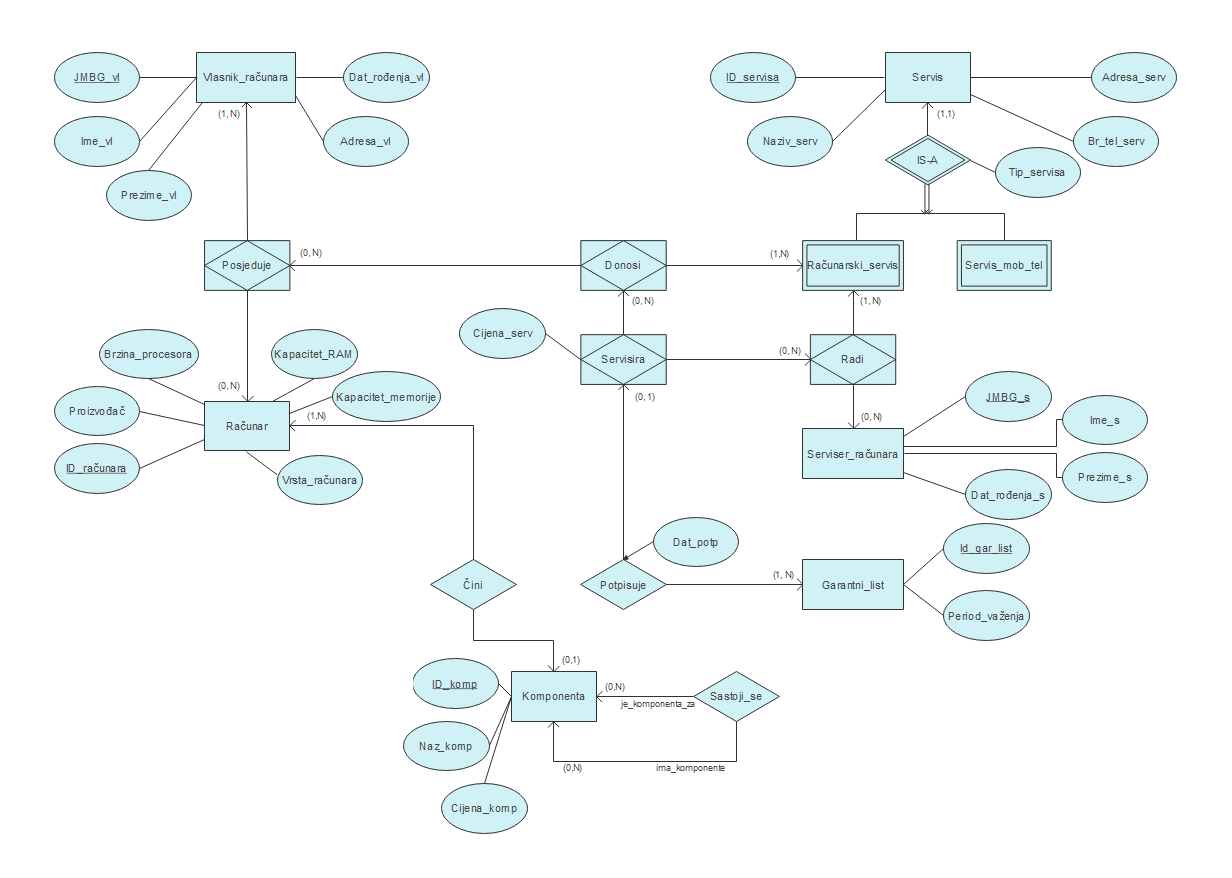 JMBG_vl
Vlasnik_računara
Dat_rođenja_vl
ID_servisa
Servis
Adresa_serv
(1, N)
(1,1)
Ime_vl
Adresa_vl
Naziv_serv
Br_tel_serv
IS-A
Tip_servisa
Prezime_vl
(0, N)
(1,N)
Posjeduje
Donosi
Računarski_servis
Servis_mob_tel
(0, N)
(1, N)
Cijena_serv
Brzina_procesora
Kapacitet_RAM
(0, N)
Servisira
Radi
(0, N)
(0, 1)
Kapacitet_memorije
JMBG_s
Proizvođač
(1,N)
(0, N)
Ime_s
Računar
Serviser_računara
ID_računara
Vrsta_računara
Prezime_s
Dat_rođenja_s
Dat_potp
Id_gar_list
(1, N)
Čini
Potpisuje
Garantni_list
Period_važenja
(0,1)
ID_komp
(0,N)
Komponenta
Sastoji_se
je_komponenta_za
Naz_komp
(0,N)
ima_komponente
Cijena_komp